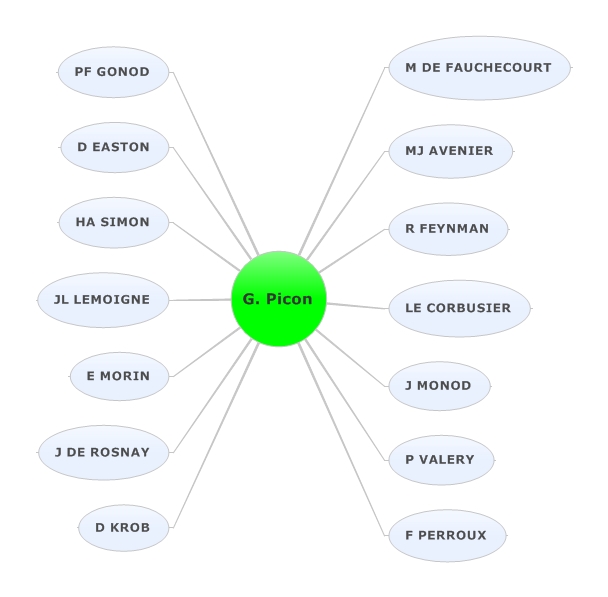 PF GONOD
D EASTON
HA SIMON
JL LEMOIGNE
E MORIN
J DE ROSNAY
D KROB
G. Picon
M DE FAUCHECOURT
MJ AVENIER
R FEYNMAN
LE CORBUSIER
J MONOD
P VALERY
F PERROUX